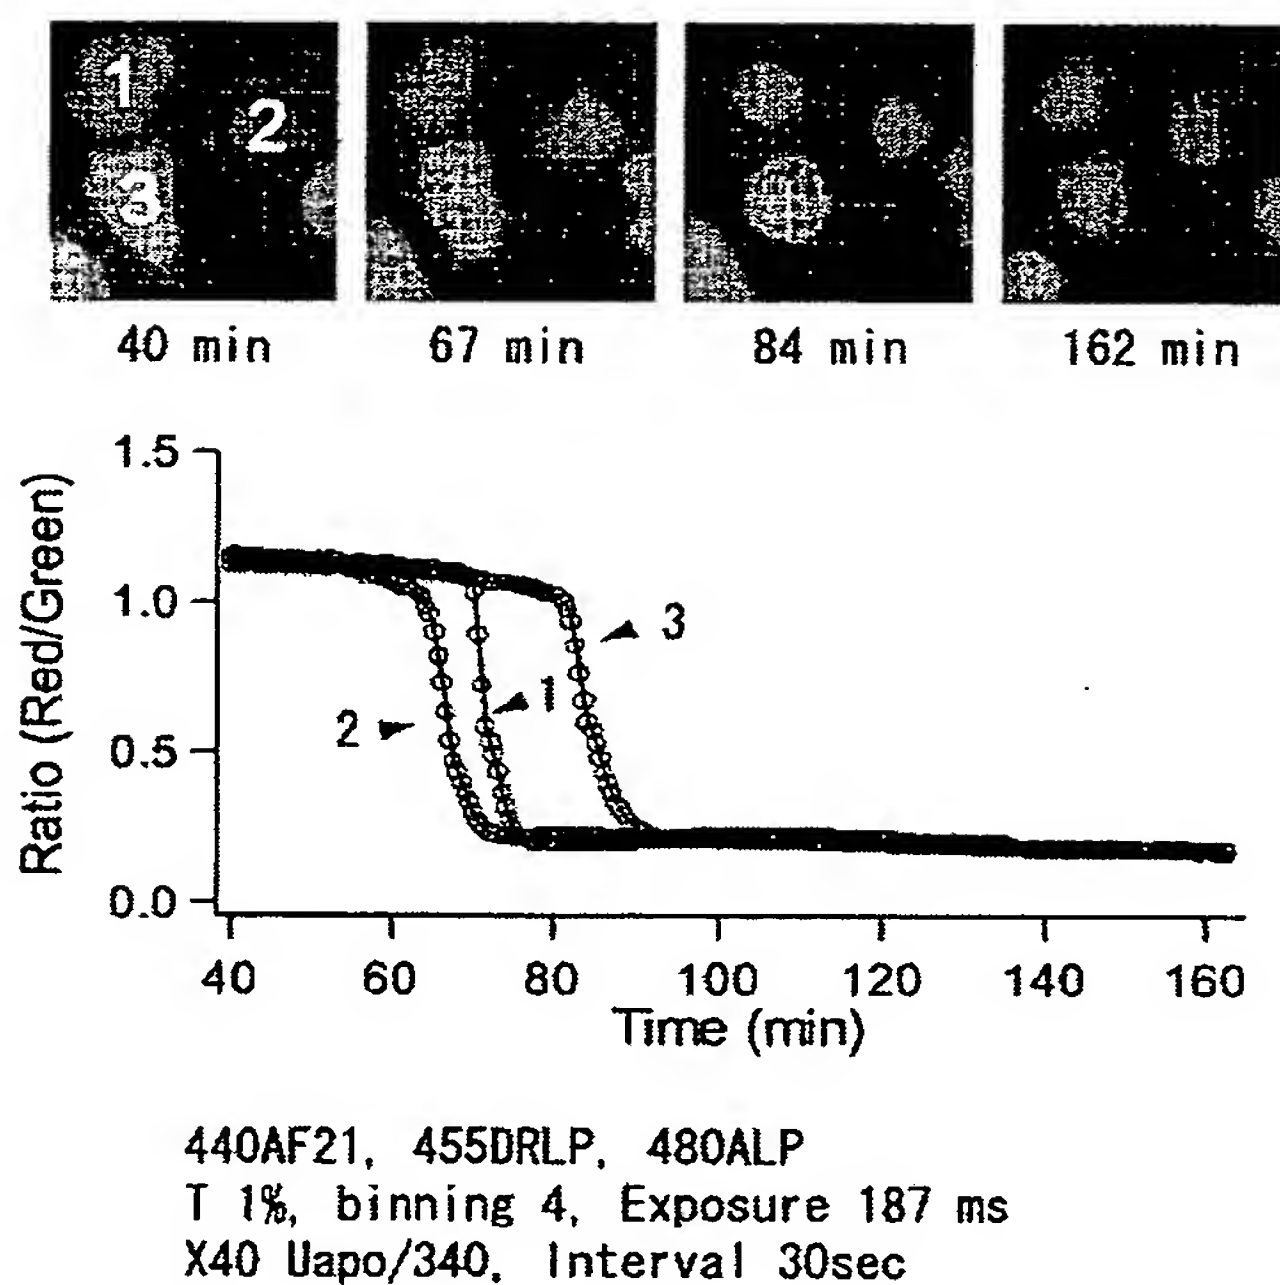 1
2
3
40 min
67 min
84 min
162 min
Ratio (Red/Green)
1.5
1.0
0.5
0.0
3
1
2
40 60 80 100 120 140 160
Time (min)
440AF21, 455DRLP, 480ALP
T 1%, binning 4, Exposure 187 ms
X40 Uapo/340, Interval 30sec